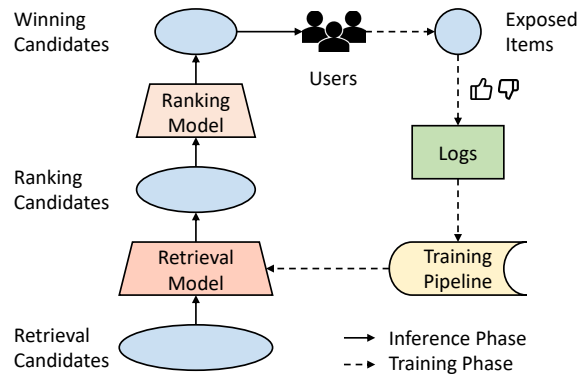 Winning
Candidates
Users
Exposed
Items
Ranking
Model
Logs
Ranking
Candidates
Retrieval
Model
Training
Pipeline
Retrieval
Candidates
Inference Phase
Training Phase